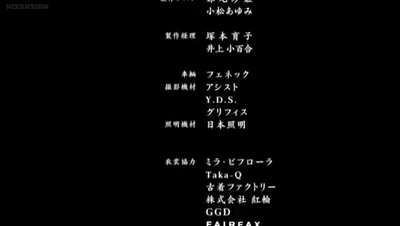 小松あゆみ
製作経理 塚本育子
井上小百合
車輌 フェネック
撮影機材 アシスト
Y.D.S.
グリフィス
照明機材 日本照明
衣裳協力 ミラ・ビフローラ
Taka-Q
古着ファクトリー
株式会社 紅輪
GGD
FAIRFAX